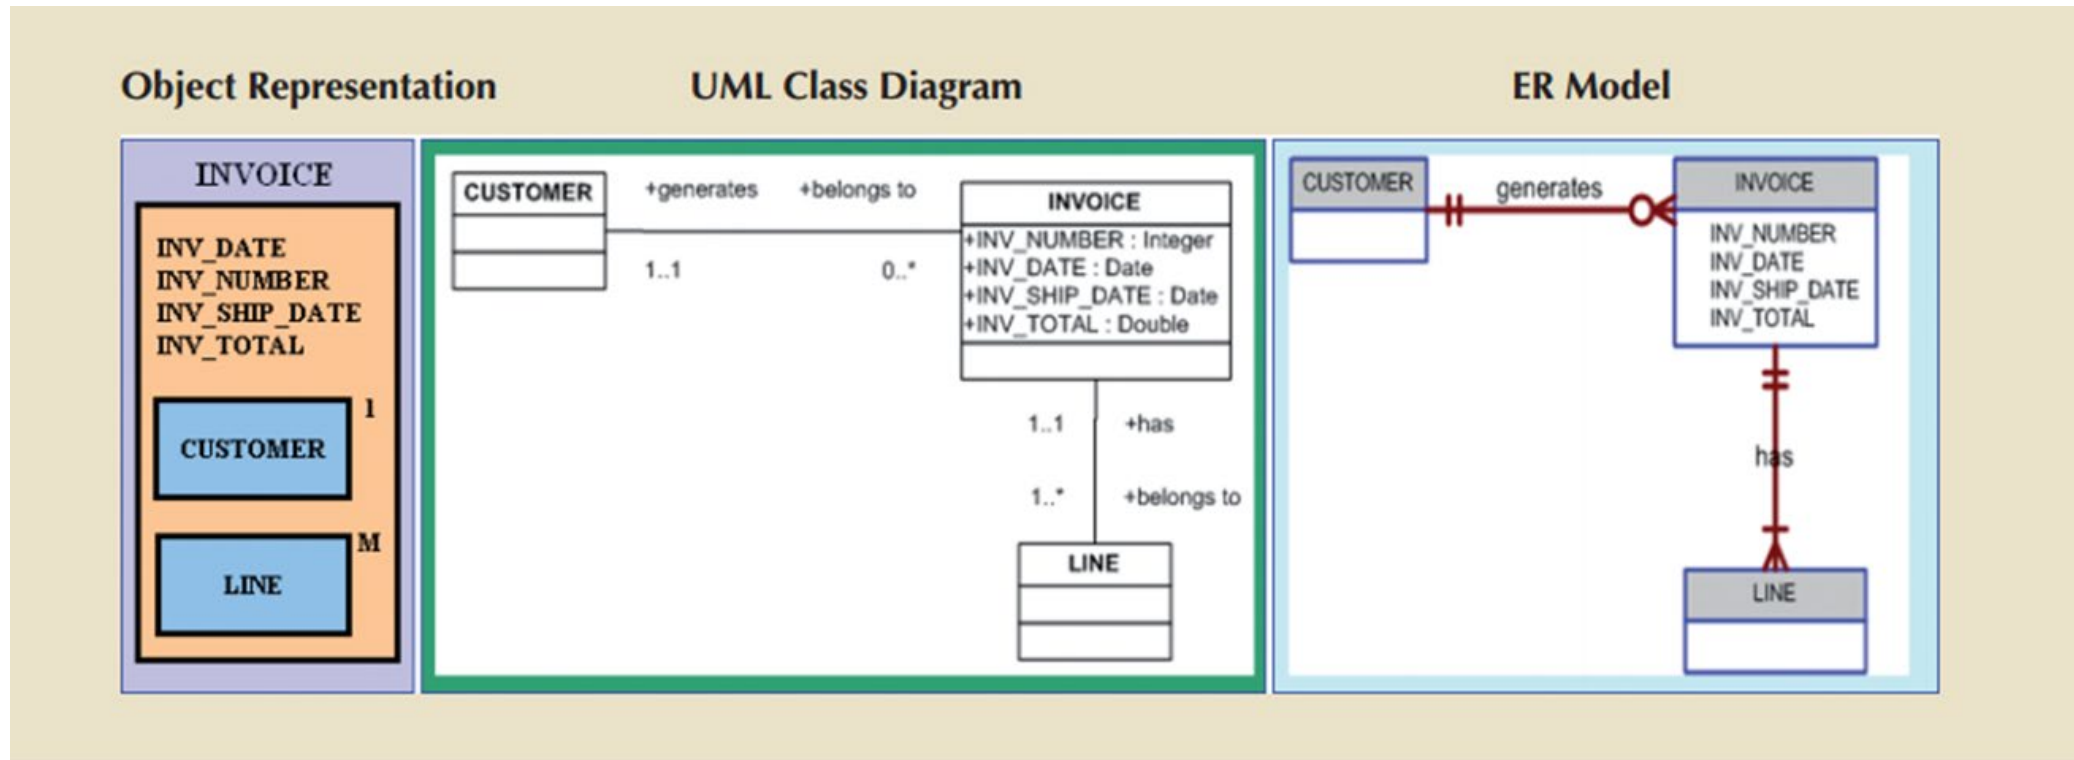 Object Representation
UML Class Diagram
ER Model
INVOICE
INV_DATE
INV_NUMBER
INV_SHIP_DATE
INV_TOTAL
1
CUSTOMER
M
LINE
CUSTOMER
+generates
+belongs to
1..1
0..*
INVOICE
+INV_NUMBER : Integer
+INV_DATE : Date
+INV_SHIP_DATE : Date
+INV_TOTAL : Double
1..1
+has
1..*
+belongs to
LINE
CUSTOMER
generates
INVOICE
INV_NUMBER
INV_DATE
INV_SHIP_DATE
INV_TOTAL
has
LINE